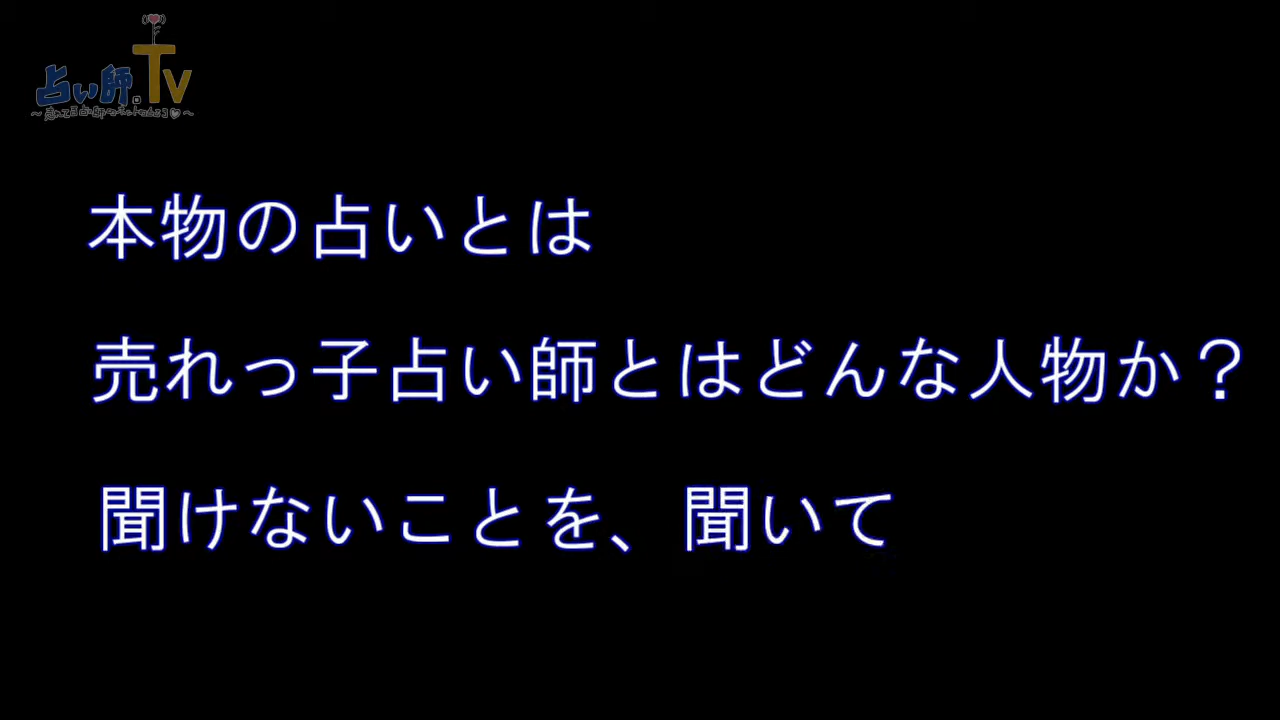 占い師.TV
本物の占いとは
売れっ子占い師とはどんな人物か？
聞けないことを、聞いて